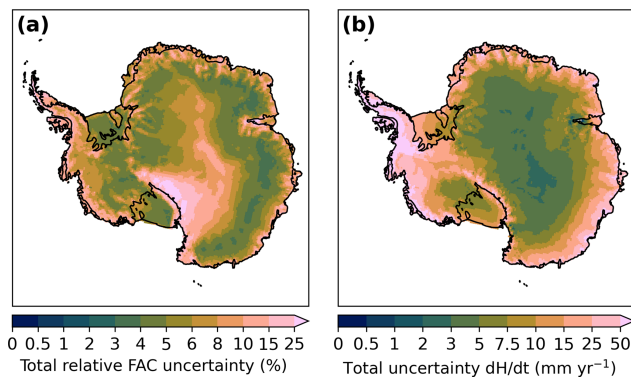 (a)
(b)
0 0.5 1 2 3 4 5 6 8 10 15 25
Total relative FAC uncertainty (%)
0 0.5 1 2 3 5 7.5 10 15 25 50
Total uncertainty dH/dt (mm yr⁻¹)